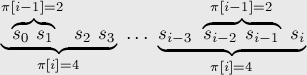 π[i−1]=2 π[i−1]=2
s₀ s₁ s₂ s₃ … sᵢ₋₃ sᵢ₋₂ sᵢ₋₁ sᵢ
π[i]=4 π[i]=4